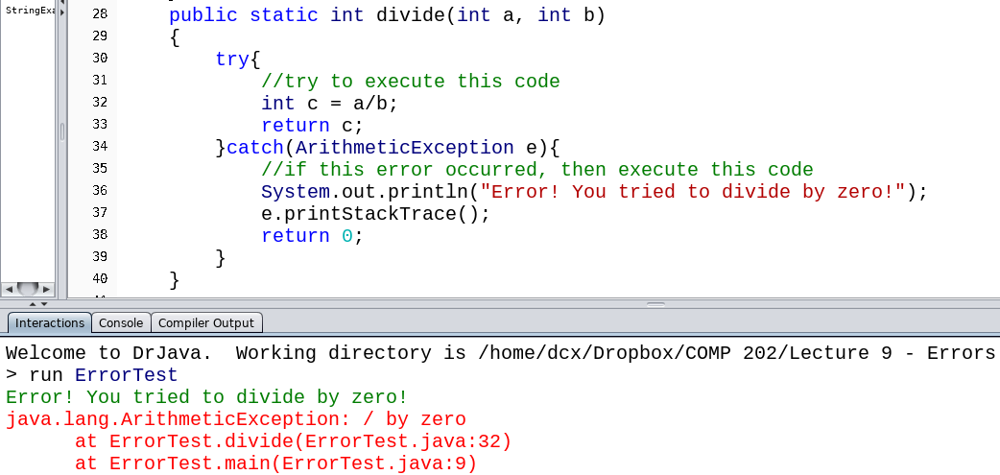 StringExa
28 public static int divide(int a, int b)
29 {
30 try{
31 //try to execute this code
32 int c = a/b;
33 return c;
34 }catch(ArithmeticException e){
35 //if this error occurred, then execute this code
36 System.out.println("Error! You tried to divide by zero!");
37 e.printStackTrace();
38 return 0;
39 }
40 }
Interactions Console Compiler Output
Welcome to DrJava.  Working directory is /home/dcx/Dropbox/COMP 202/Lecture 9 - Errors
> run ErrorTest
Error! You tried to divide by zero!
java.lang.ArithmeticException: / by zero
at ErrorTest.divide(ErrorTest.java:32)
at ErrorTest.main(ErrorTest.java:9)